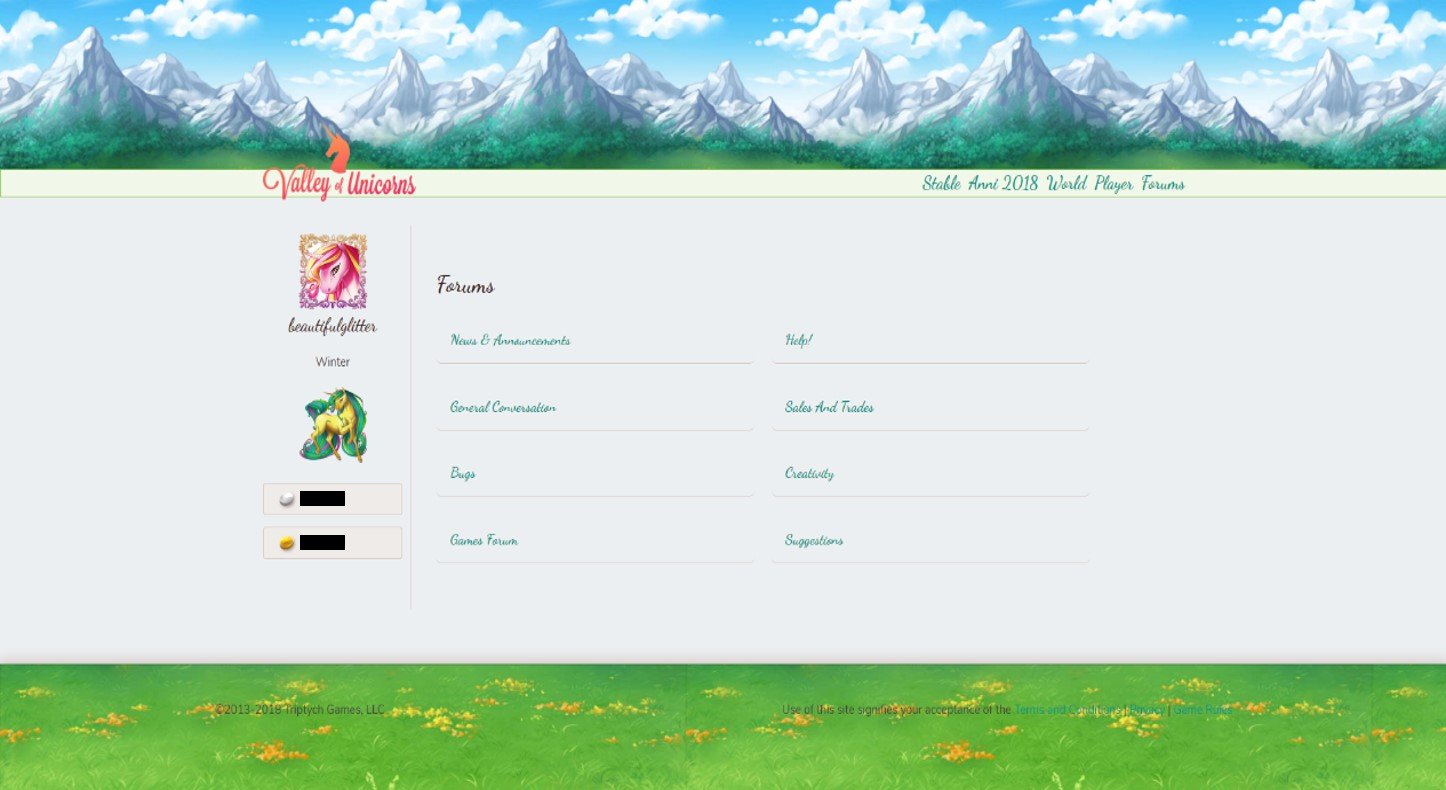 Valley of Unicorns
Stable Anni 2018 World Player Forums
beautifulglitter
Winter
Forums
News & Announcements
Help!
General Conversation
Sales And Trades
Bugs
Creativity
Games Forum
Suggestions
©2013-2018 Triptych Games, LLC
Use of this site signifies your acceptance of the Terms and Conditions | Privacy | Game Rules